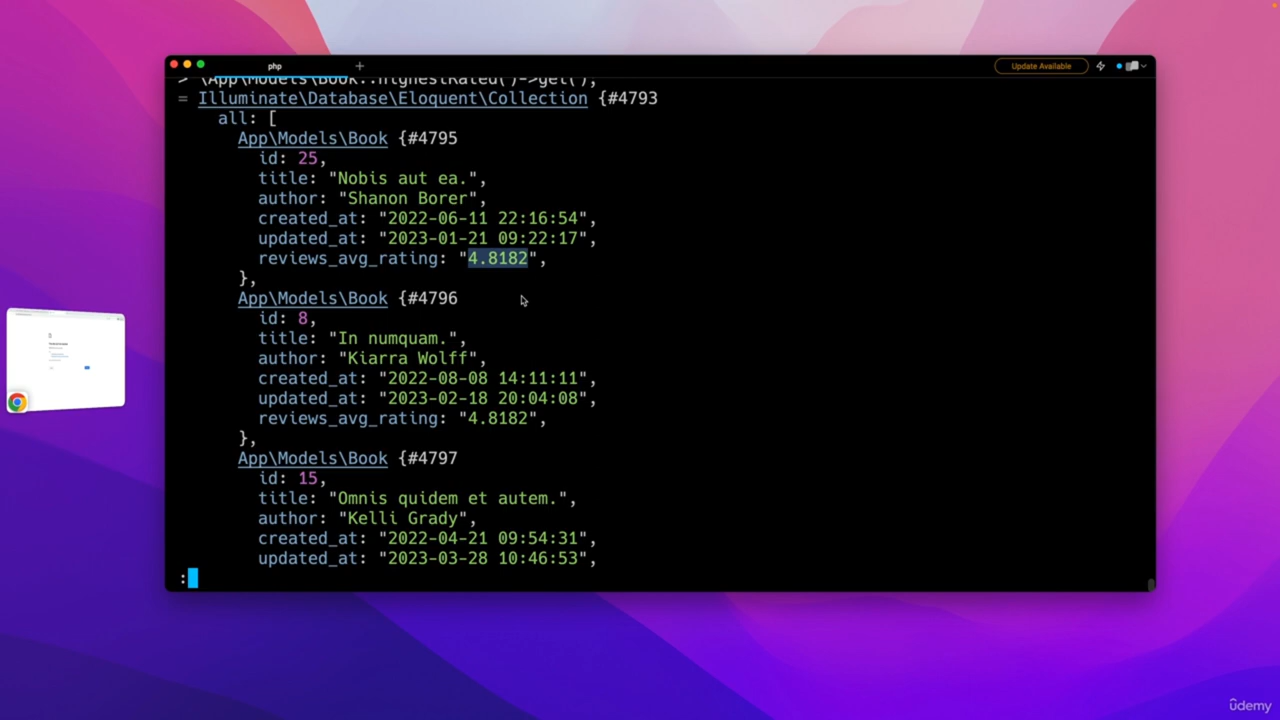 php
Update Available
> \App\Models\Book::highestRated()->get();
= Illuminate\Database\Eloquent\Collection {#4793
all: [
App\Models\Book {#4795
id: 25,
title: "Nobis aut ea.",
author: "Shanon Borer",
created_at: "2022-06-11 22:16:54",
updated_at: "2023-01-21 09:22:17",
reviews_avg_rating: "4.8182",
},
App\Models\Book {#4796
id: 8,
title: "In numquam.",
author: "Kiarra Wolff",
created_at: "2022-08-08 14:11:11",
updated_at: "2023-02-18 20:04:08",
reviews_avg_rating: "4.8182",
},
App\Models\Book {#4797
id: 15,
title: "Omnis quidem et autem.",
author: "Kelli Grady",
created_at: "2022-04-21 09:54:31",
updated_at: "2023-03-28 10:46:53",
:
ûdemy